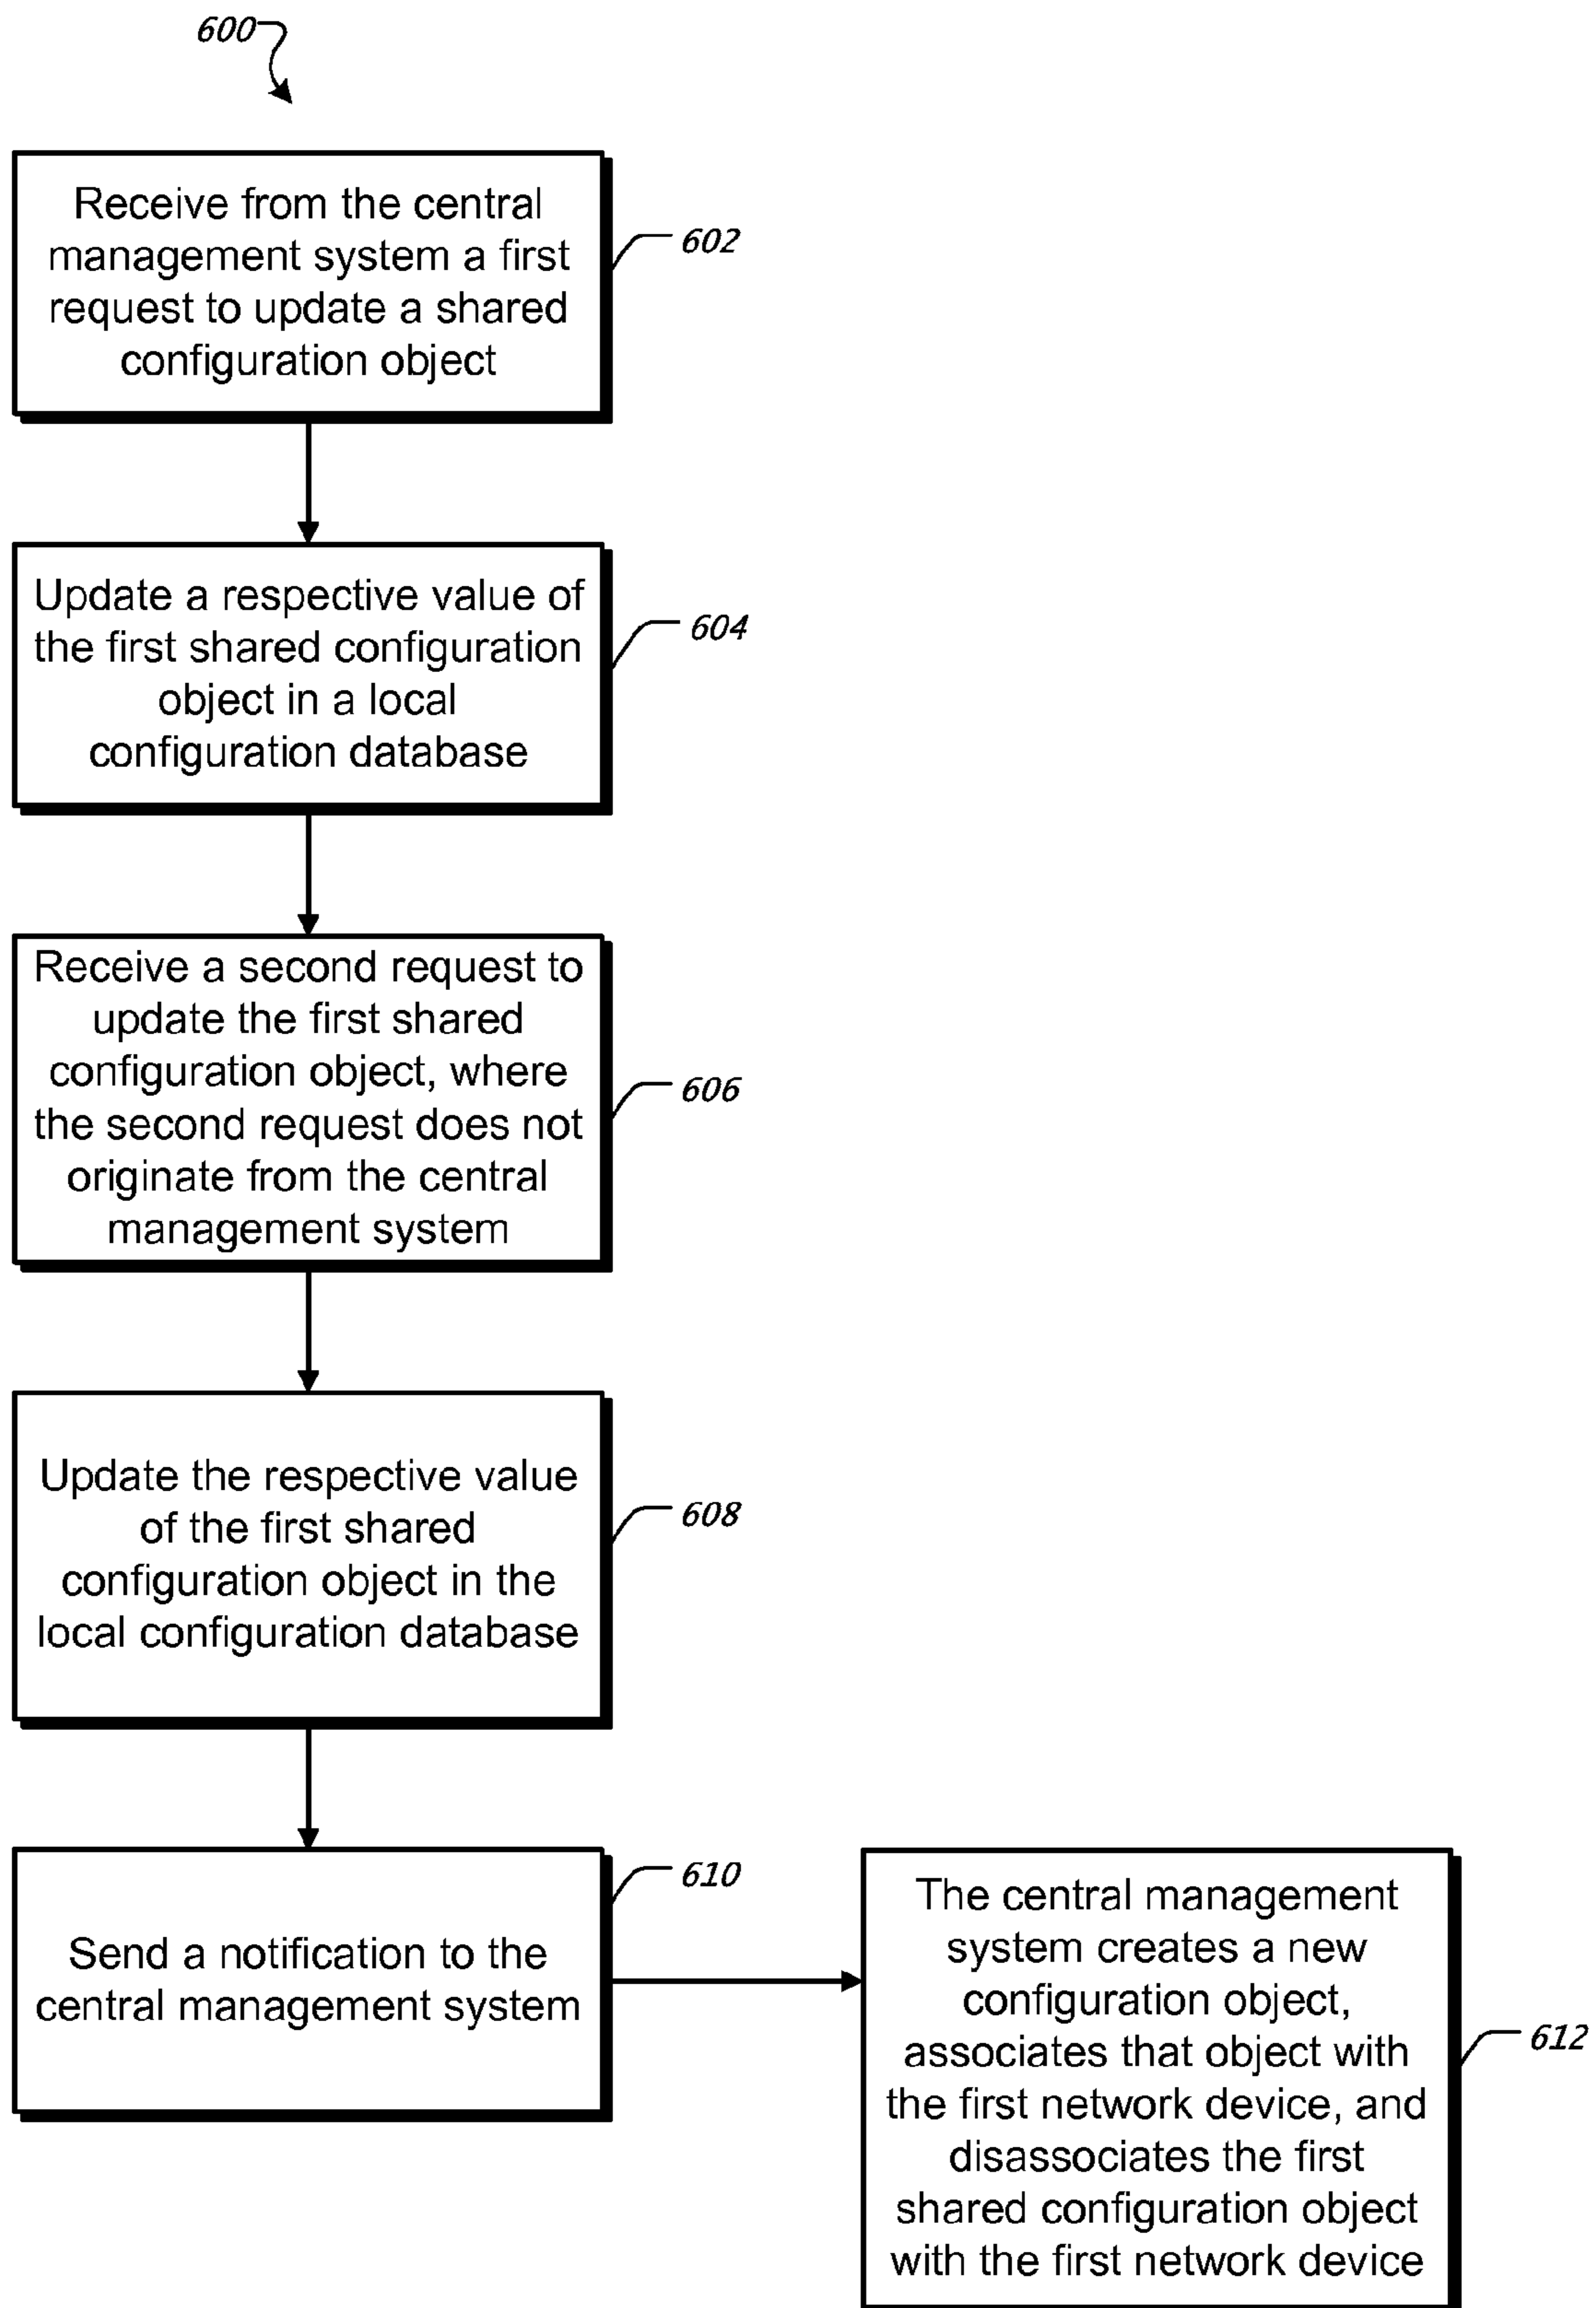 600
Receive from the central
management system a first
request to update a shared
configuration object
602
Update a respective value of
the first shared configuration
object in a local
configuration database
604
Receive a second request to
update the first shared
configuration object, where
the second request does not
originate from the central
management system
606
Update the respective value
of the first shared
configuration object in the
local configuration database
608
Send a notification to the
central management system
610
The central management
system creates a new
configuration object,
associates that object with
the first network device, and
disassociates the first
shared configuration object
with the first network device
612